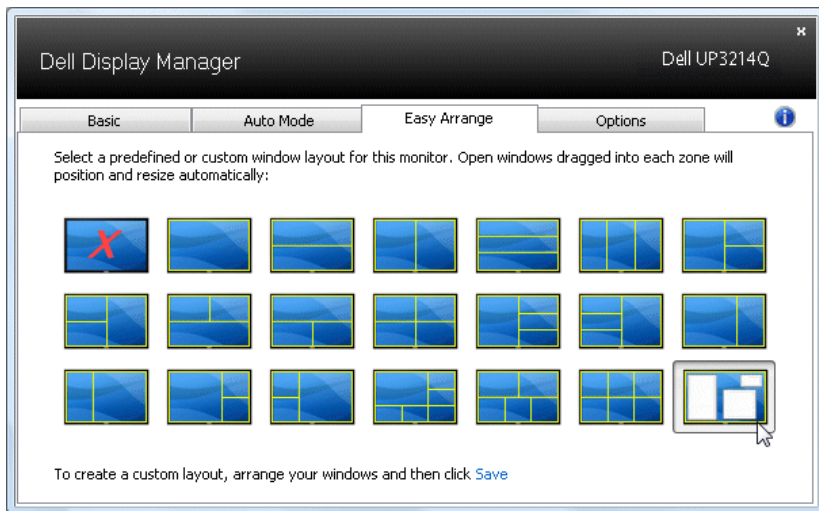 x
Dell Display Manager
Dell UP3214Q
Basic
Auto Mode
Easy Arrange
Options
i
Select a predefined or custom window layout for this monitor. Open windows dragged into each zone will
position and resize automatically:
X
To create a custom layout, arrange your windows and then click Save